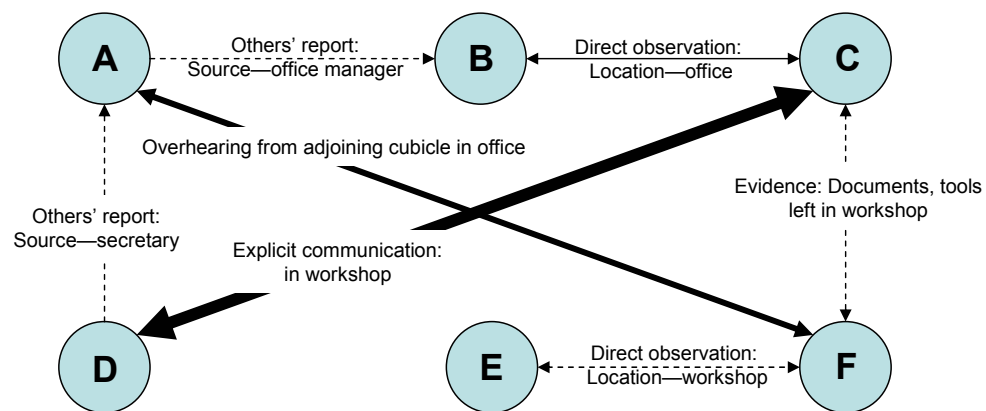 A
Others’ report:
Source—office manager
B
Direct observation:
Location—office
C
Overhearing from adjoining cubicle in office
Evidence: Documents, tools
left in workshop
Others’ report:
Source—secretary
Explicit communication:
in workshop
D
E
Direct observation:
Location—workshop
F